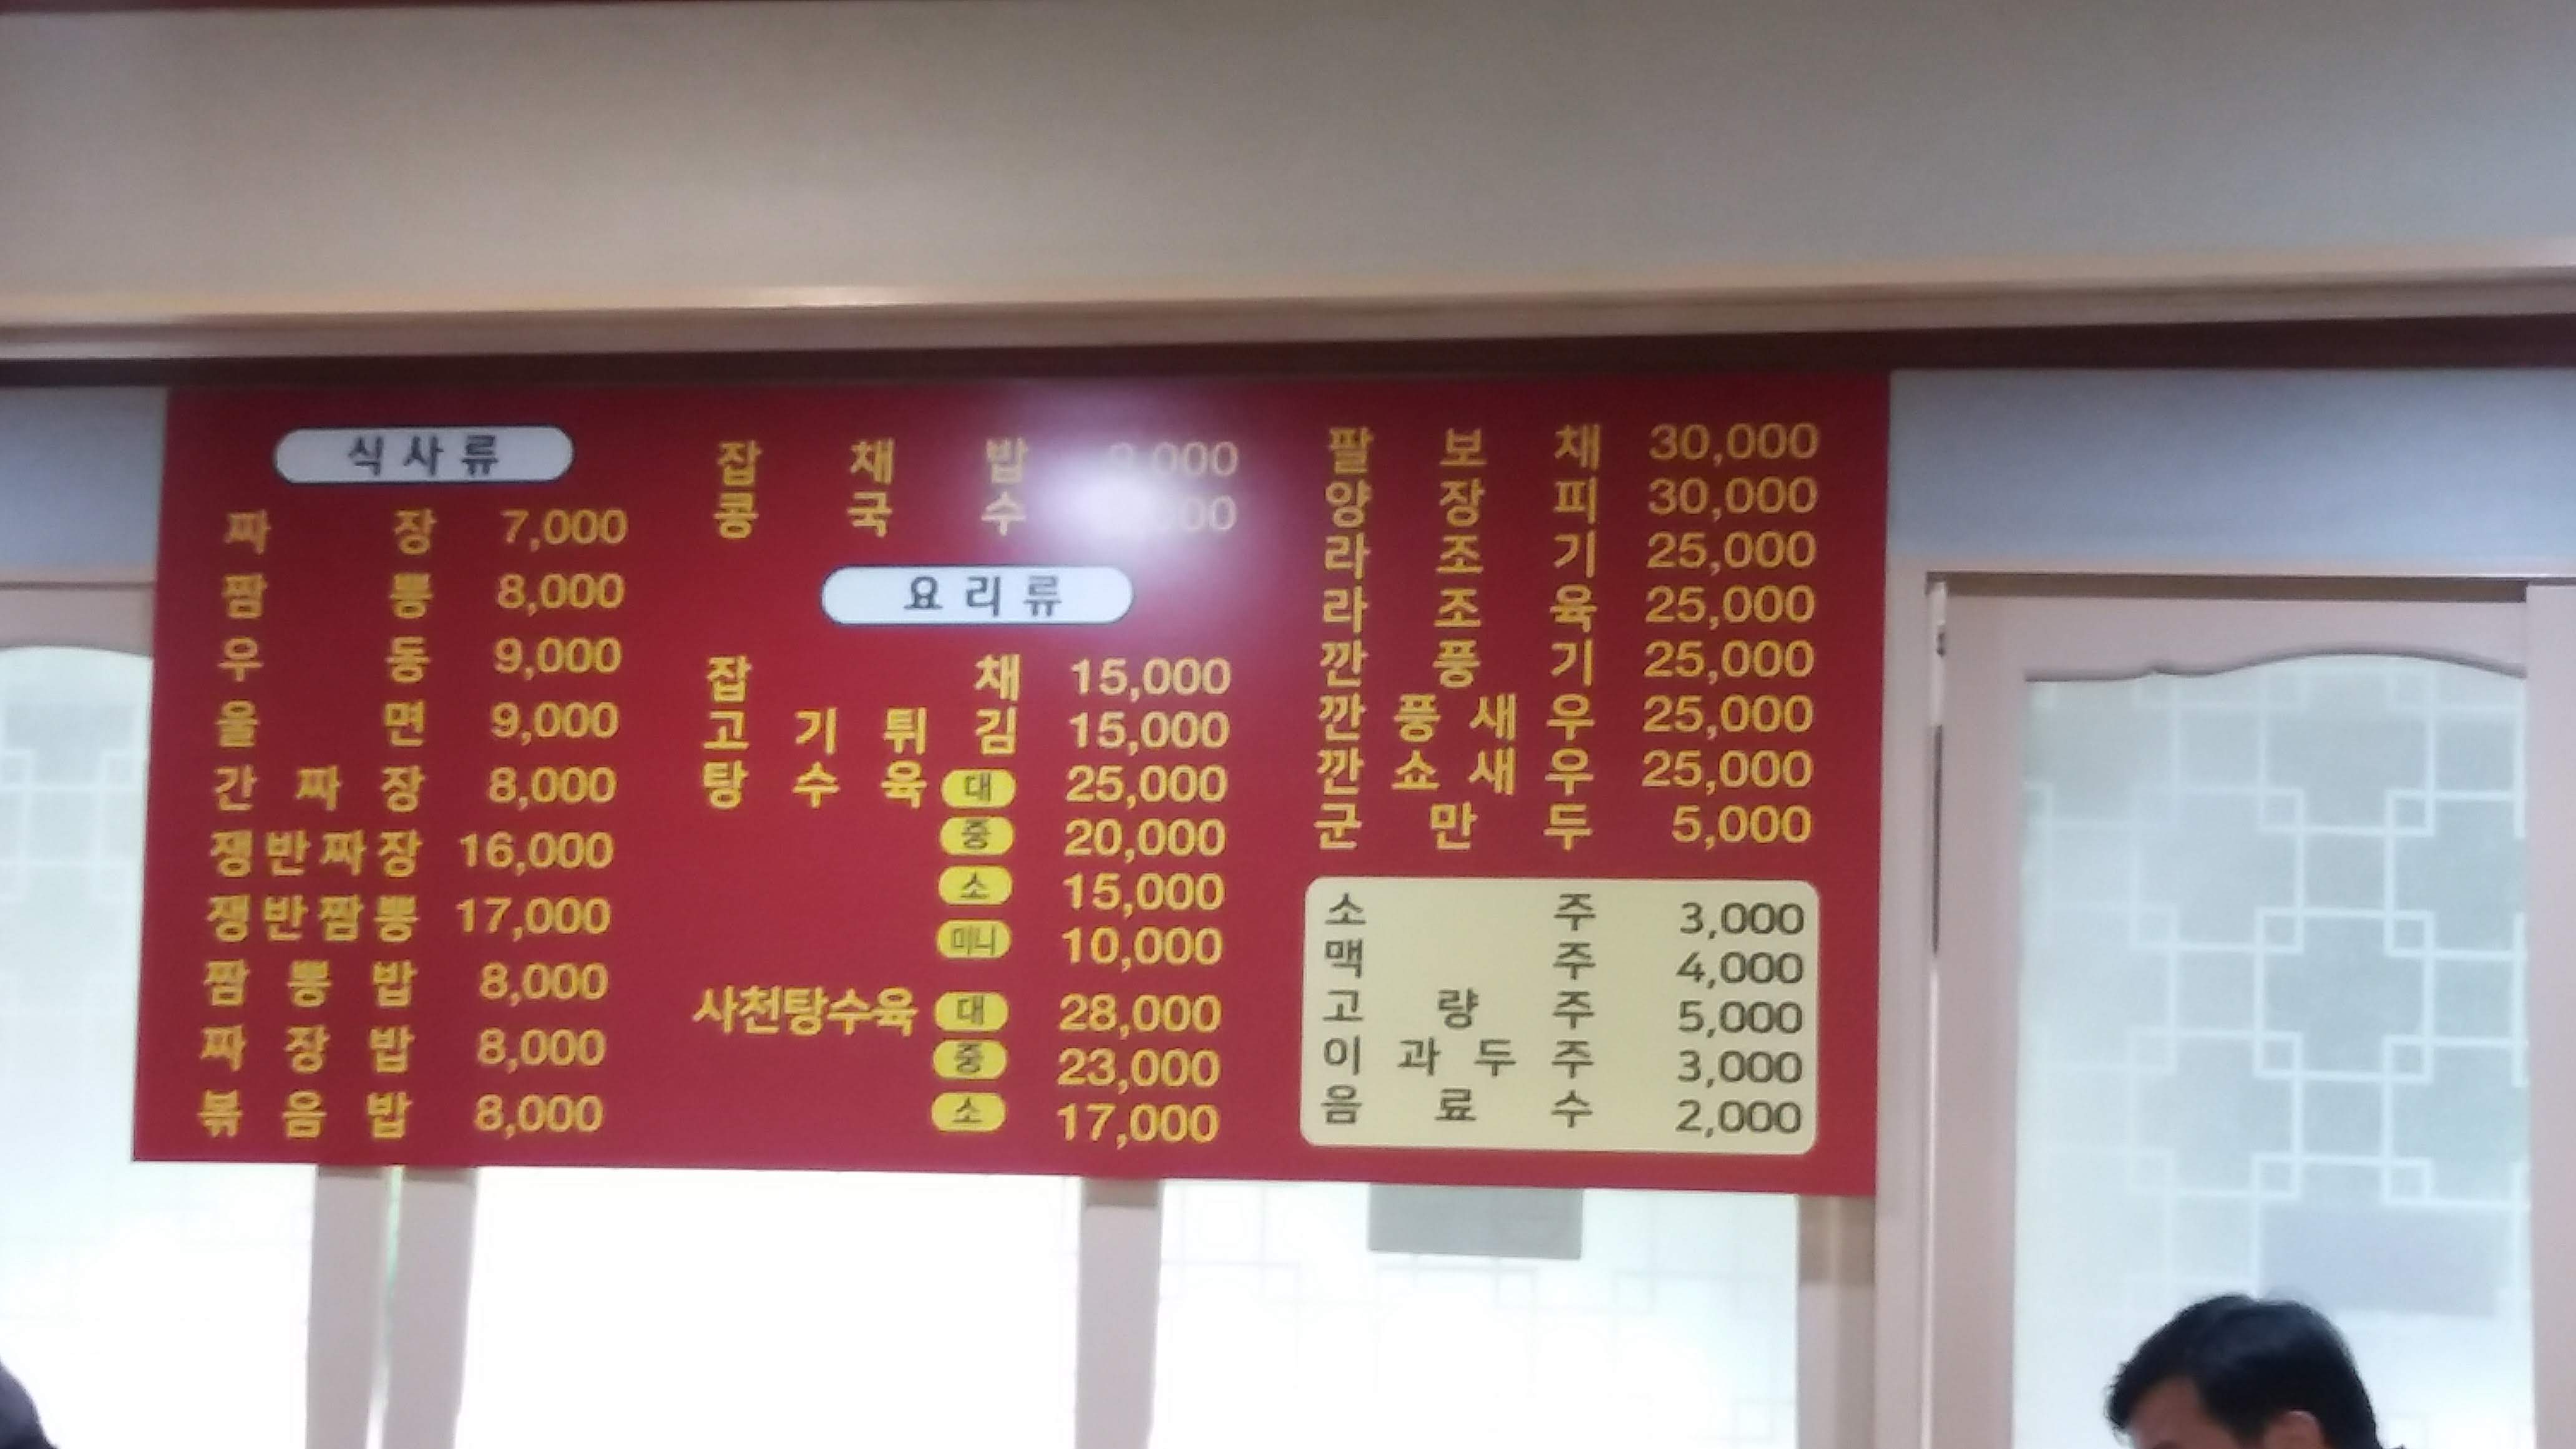 식사류
짜장 7,000
짬뽕 8,000
우동 9,000
울면 9,000
간짜장 8,000
쟁반짜장 16,000
쟁반짬뽕 17,000
짬뽕밥 8,000
짜장밥 8,000
볶음밥 8,000
잡채밥
콩국수
요리류
잡채 15,000
고기튀김 15,000
탕수육 대 25,000
중 20,000
소 15,000
미니 10,000
사천탕수육 대 28,000
중 23,000
소 17,000
팔보채 30,000
양장피 30,000
라조기 25,000
라조육 25,000
깐풍기 25,000
깐풍새우 25,000
깐쇼새우 25,000
군만두 5,000
소주 3,000
맥주 4,000
고량주 5,000
이과두주 3,000
음료수 2,000